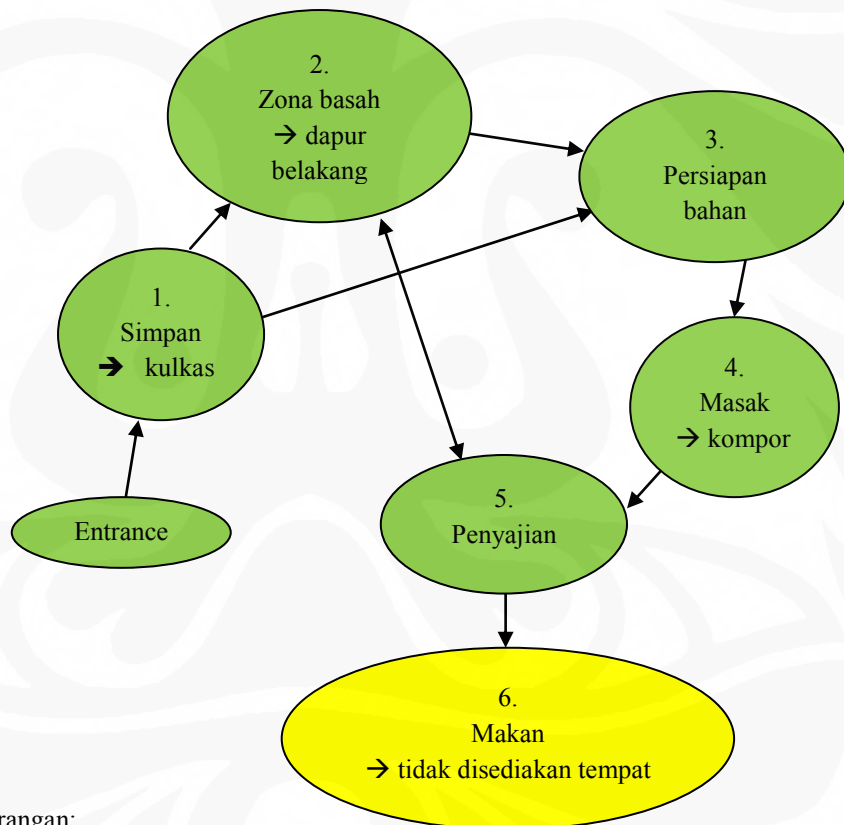 2.
Zona basah
→ dapur
belakang
3.
Persiapan
bahan
1.
Simpan
→ kulkas
4.
Masak
→ kompor
5.
Penyajian
Entrance
6.
Makan
→ tidak disediakan tempat
rangan: